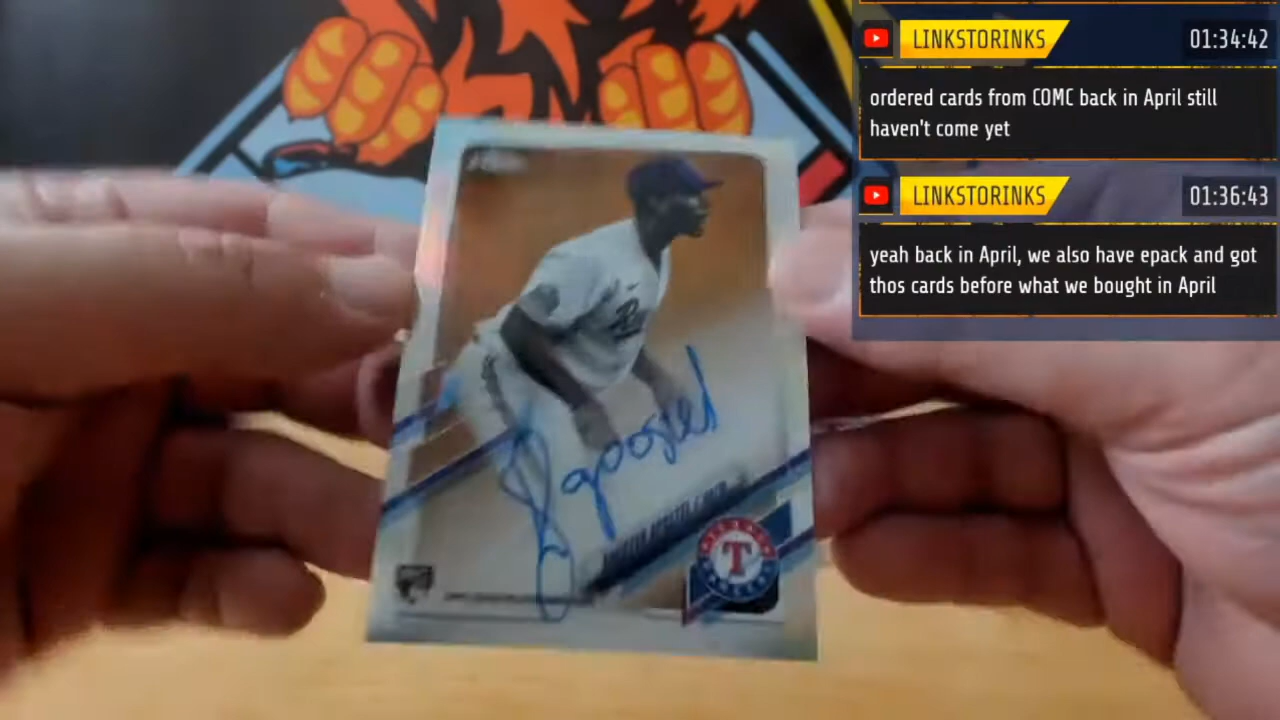 LINKSTORINKS 01:34:42
ordered cards from COMC back in April still
haven't come yet
LINKSTORINKS 01:36:43
yeah back in April, we also have epack and got
thos cards before what we bought in April
T